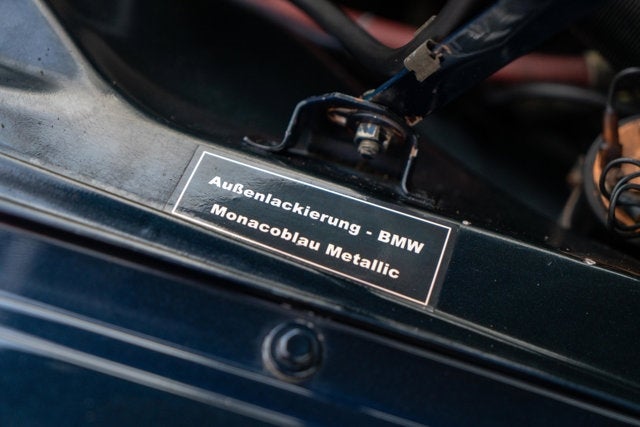 Außenlackierung - BMW
Monacoblau Metallic